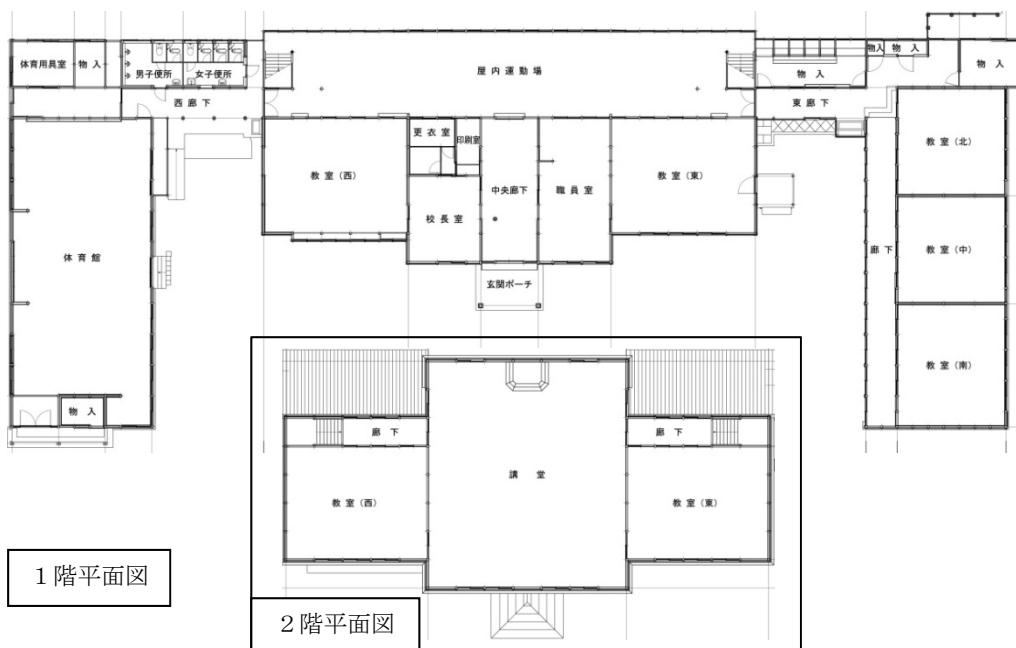 体育用具室
物 入
男子便所
女子便所
西 廊 下
屋 内 運 動 場
物 入
物入
物 入
物 入
東 廊 下
教 室 (西)
更 衣 室
印刷室
校 長 室
中央廊下
職 員 室
教 室 (東)
教 室 (北)
教 室 (中)
教 室 (南)
廊 下
玄関ポーチ
体 育 館
物 入
1階平面図
廊 下
廊 下
教 室 (西)
講 堂
教 室 (東)
2階平面図